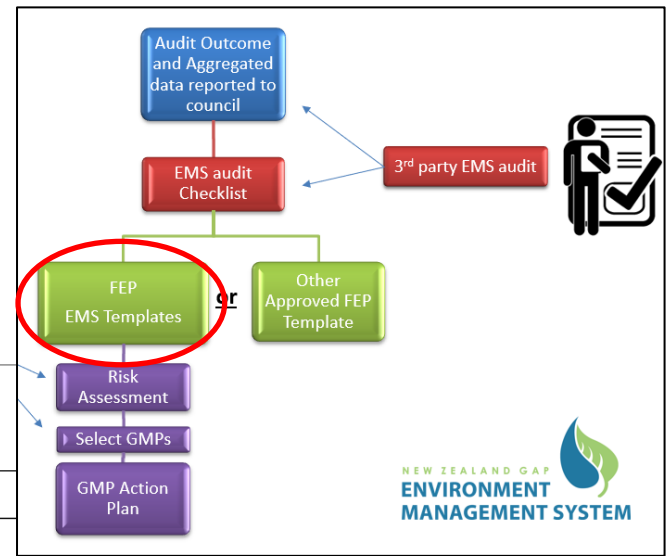 Audit Outcome
and Aggregated
data reported to
council
EMS audit
Checklist
3rd party EMS audit
FEP
EMS Templates
or
Other
Approved FEP
Template
Risk
Assessment
Select GMPs
GMP Action
Plan
NEW ZEALAND GAP
ENVIRONMENT
MANAGEMENT SYSTEM